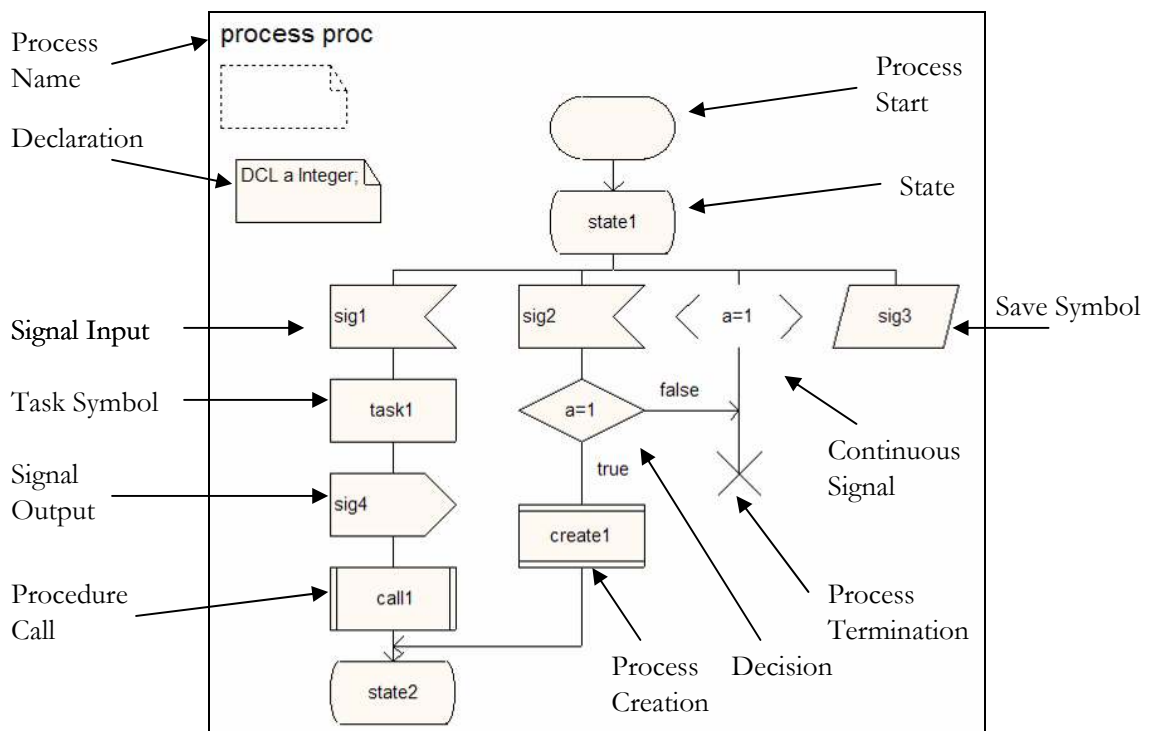 process proc
Process
Name
Process
Start
Declaration
DCL a Integer;
State
state1
Signal Input
sig1
sig2
a=1
sig3
Save Symbol
Task Symbol
task1
a=1
false
Continuous
Signal
Signal
Output
sig4
true
create1
Procedure
Call
call1
Process
Termination
Process
Creation
Decision
state2